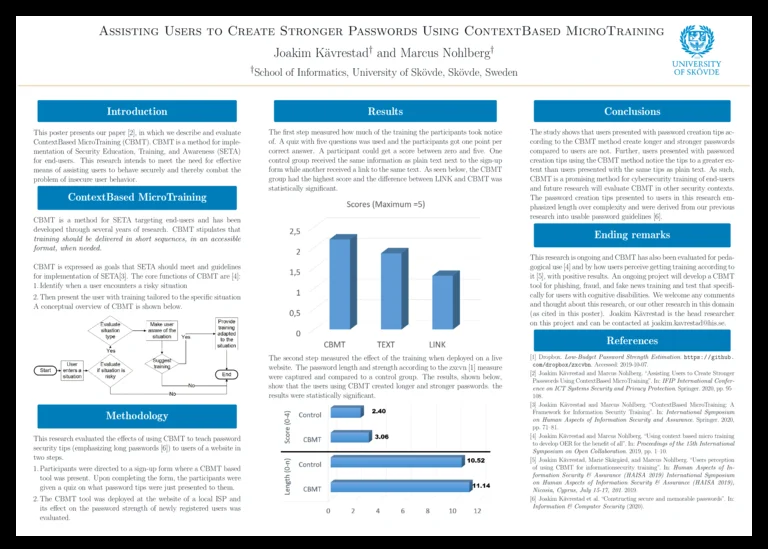 Assisting Users to Create Stronger Passwords Using ContextBased MicroTraining
Joakim Kävrestad† and Marcus Nohlberg†
†School of Informatics, University of Skövde, Skövde, Sweden
UNIVERSITY
OF SKÖVDE
Introduction
This poster presents our paper [2], in which we describe and evaluate
ContextBased MicroTraining (CBMT). CBMT is a method for imple-
mentation of Security Education, Training, and Awareness (SETA)
for end-users. This research intends to meet the need for effective
means of assisting users to behave securely and thereby combat the
problem of insecure user behavior.
ContextBased MicroTraining
CBMT is a method for SETA targeting end-users and has been
developed through several years of research. CBMT stipulates that
training should be delivered in short sequences, in an accessible
format, when needed.
CBMT is expressed as goals that SETA should meet and guidelines
for implementation of SETA[3]. The core functions of CBMT are [4]:
1. Identify when a user encounters a risky situation
2. Then present the user with training tailored to the specific situation
A conceptual overview of CBMT is shown below.
Start
User
enters a
situation
Evaluate
situation
type
Yes
Evaluate
if situation
is risky
No
Make user
aware of the
situation
Suggest
training
Yes
No
Provide
training
adapted
to the
situation
End
Methodology
This research evaluated the effects of using CBMT to teach password
security tips (emphasizing long passwords [6]) to users of a website in
two steps.
1. Participants were directed to a sign-up form where a CBMT based
tool was present. Upon completing the form, the participants were
given a quiz on what password tips were just presented to them.
2. The CBMT tool was deployed at the website of a local ISP and
its effect on the password strength of newly registered users was
evaluated.
Results
The first step measured how much of the training the participants took notice
of. A quiz with five questions was used and the participants got one point per
correct answer. A participant could get a score between zero and five. One
control group received the same information as plain text next to the sign-up
form while another received a link to the same text. As seen below, the CBMT
group had the highest score and the difference between LINK and CBMT was
statistically significant.
Scores (Maximum =5)
2,5
2
1,5
1
0,5
0
CBMT TEXT LINK
The second step measured the effect of the training when deployed on a live
website. The password length and strength according to the zxcvn [1] measure
were captured and compared to a control group. The results, shown below,
show that the users using CBMT created longer and stronger passwords. the
results were statistically significant.
Score (0-4)
Control 2.40
CBMT 3.06
Length (0-n)
Control 10.52
CBMT 11.14
0 2 4 6 8 10 12
Conclusions
The study shows that users presented with password creation tips ac-
cording to the CBMT method create longer and stronger passwords
compared to users are not. Further, users presented with password
creation tips using the CBMT method notice the tips to a greater ex-
tent than users presented with the same tips as plain text. As such,
CBMT is a promising method for cybersecurity training of end-users
and future research will evaluate CBMT in other security contexts.
The password creation tips presented to users in this research em-
phasized length over complexity and were derived from our previous
research into usable password guidelines [6].
Ending remarks
This research is ongoing and CBMT has also been evaluated for peda-
gogical use [4] and by how users perceive getting training according to
it [5], with positive results. An ongoing project will develop a CBMT
tool for phishing, fraud, and fake news training and test that specifi-
cally for users with cognitive disabilities. We welcome any comments
and thought about this research, or our other research in this domain
(as cited in this poster). Joakim Kävrestad is the head researcher
on this project and can be contacted at joakim.kavrestad@his.se.
References
[1] Dropbox. Low-Budget Password Strength Estimation. https://github.
com/dropbox/zxcvbn. Accessed: 2019-10-07.
[2] Joakim Kävrestad and Marcus Nohlberg. "Assisting Users to Create Stronger
Passwords Using ContextBased MicroTraining". In: IFIP International Confer-
ence on ICT Systems Security and Privacy Protection. Springer. 2020, pp. 95–
108.
[3] Joakim Kävrestad and Marcus Nohlberg. "ContextBased MicroTraining: A
Framework for Information Security Training". In: International Symposium
on Human Aspects of Information Security and Assurance. Springer. 2020,
pp. 71–81.
[4] Joakim Kävrestad and Marcus Nohlberg. "Using context based micro training
to develop OER for the benefit of all". In: Proceedings of the 15th International
Symposium on Open Collaboration. 2019, pp. 1–10.
[5] Joakim Kävrestad, Marie Skärgård, and Marcus Nohlberg. "Users perception
of using CBMT for informationsecurity training". In: Human Aspects of In-
formation Security & Assurance (HAISA 2019) International Symposium
on Human Aspects of Information Security & Assurance (HAISA 2019),
Nicosia, Cyprus, July 15-17, 201. 2019
[6] Joakim Kävrestad et al. "Constructing secure and memorable passwords". In:
Information & Computer Security (2020).